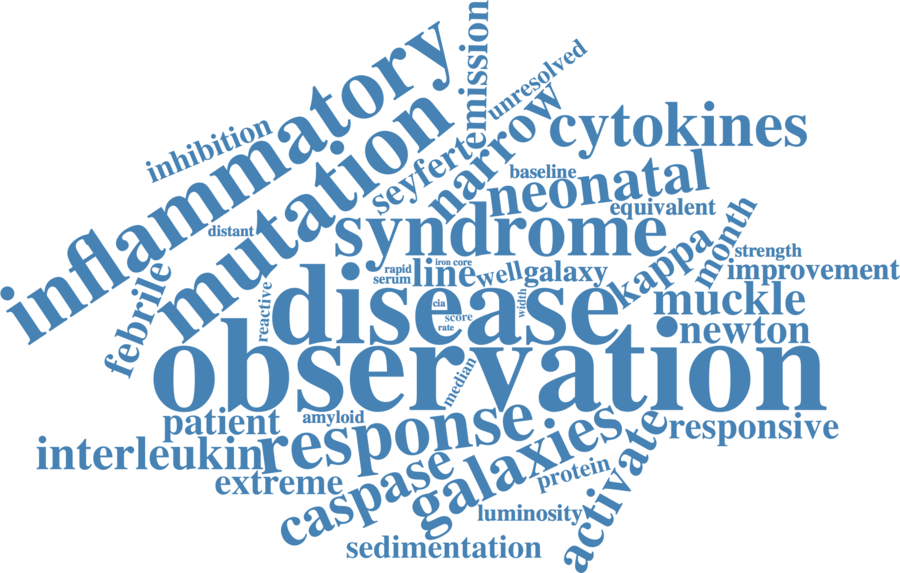 emission
inflammatory
unresolved
mutation
narrow
cytokines
inhibition
seyfert
baseline
neonatal
equivalent
distant
syndrome
month
kappa
strength
iron core
rapid
serum
line
well
galaxy
improvement
febrile
reactive
disease
cia
width
score
rate
muckle
newton
observation
median
patient
amyloid
response
responsive
interleukin
galaxies
activate
extreme
caspase
protein
luminosity
sedimentation